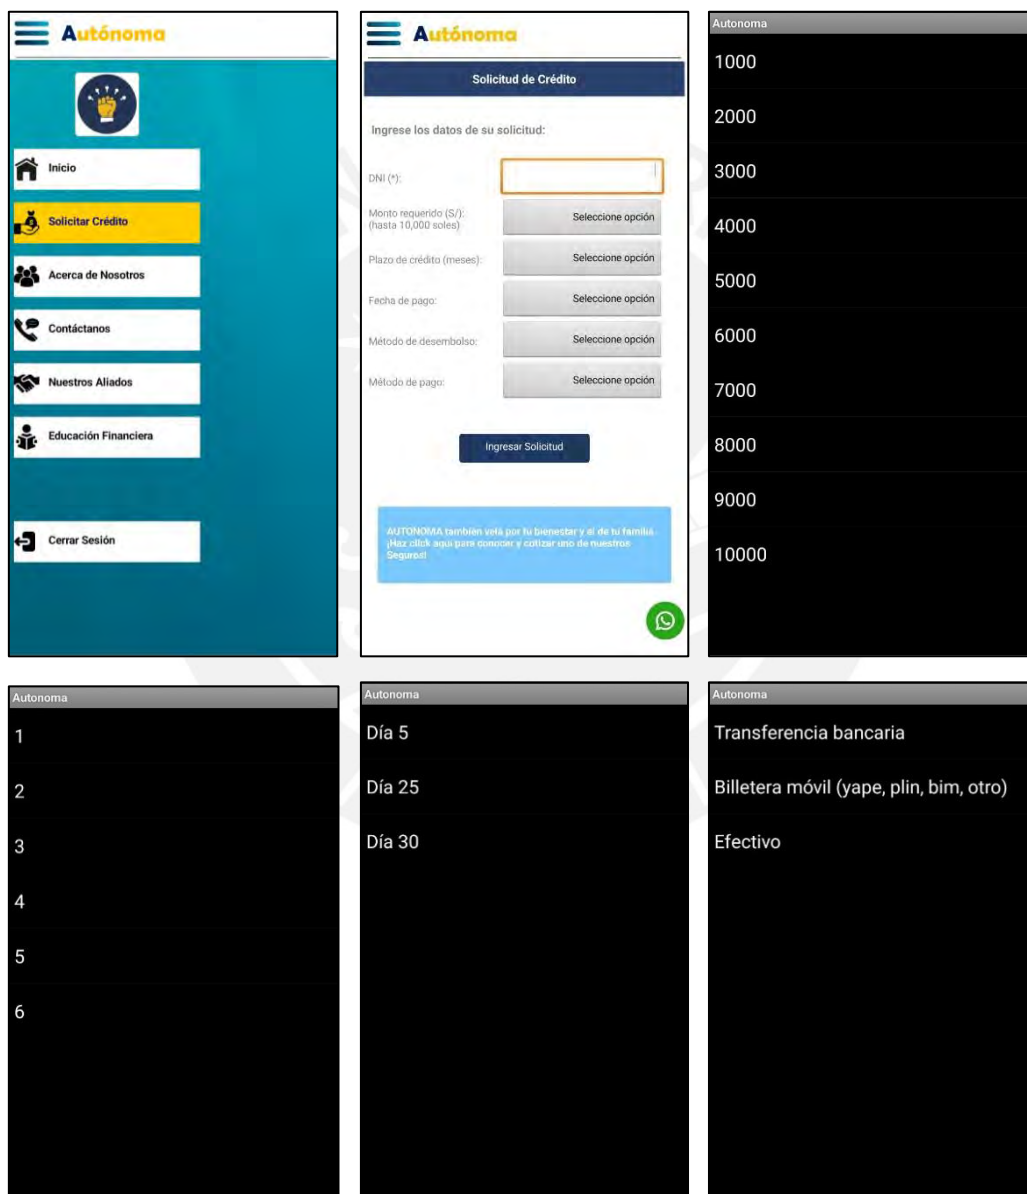 Autónoma
Inicio
Solicitar Crédito
Acerca de Nosotros
Contáctanos
Nuestros Aliados
Educación Financiera
Cerrar Sesión
Autónoma
Solicitud de Crédito
Ingrese los datos de su solicitud:
DNI (*):
Monto requerido (S/):
(hasta 10,000 soles)
Seleccione opción
Plazo de crédito (meses):
Seleccione opción
Fecha de pago:
Seleccione opción
Método de desembolso:
Seleccione opción
Método de pago:
Seleccione opción
Ingresar Solicitud
AUTONOMA también vela por tu bienestar y el de tu familia.
¡Haz click aquí para conocer y cotizar uno de nuestros
Seguros!
Autonoma
1000
2000
3000
4000
5000
6000
7000
8000
9000
10000
Autonoma
1
2
3
4
5
6
Autonoma
Día 5
Día 25
Día 30
Autonoma
Transferencia bancaria
Billetera móvil (yape, plin, bim, otro)
Efectivo